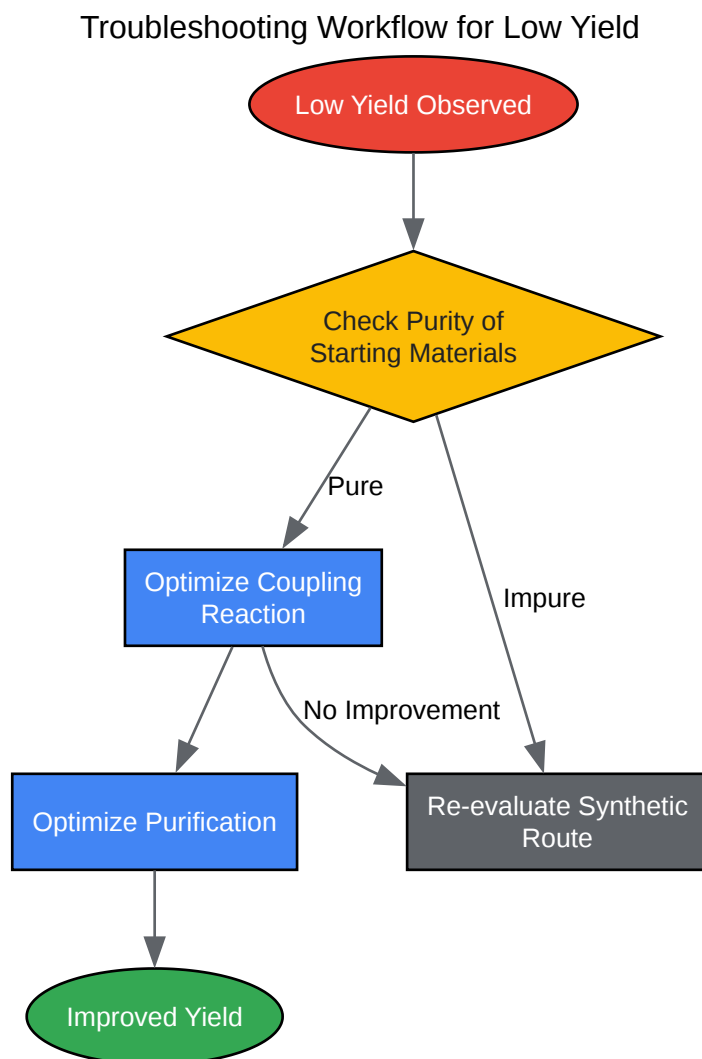 Troubleshooting Workflow for Low Yield
Low Yield Observed
Check Purity of
Starting Materials
Pure
Optimize Coupling
Reaction
Impure
No Improvement
Optimize Purification
Re-evaluate Synthetic
Route
Improved Yield